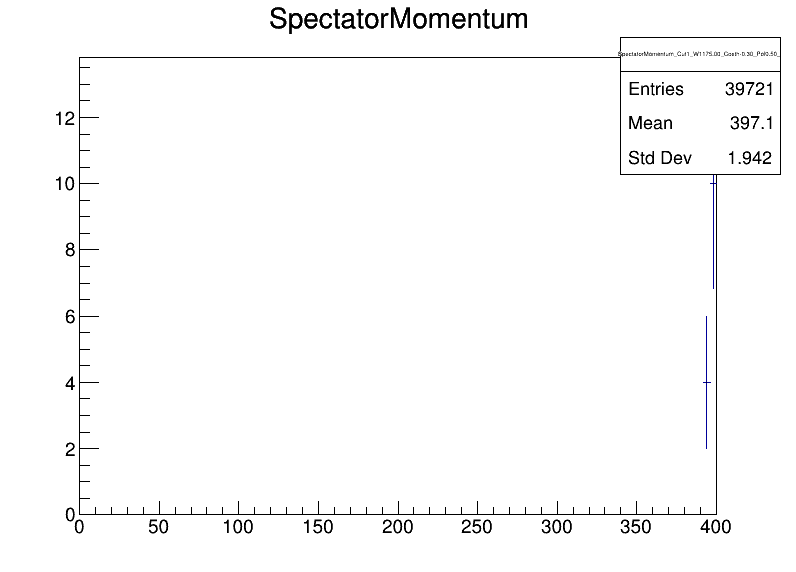 SpectatorMomentum
SpectatorMomentum_Cut1_W1175.00_Costh-0.30_Pol0.50_
Entries 39721
Mean 397.1
Std Dev 1.942
12
10
8
6
4
2
0
0 50 100 150 200 250 300 350 400